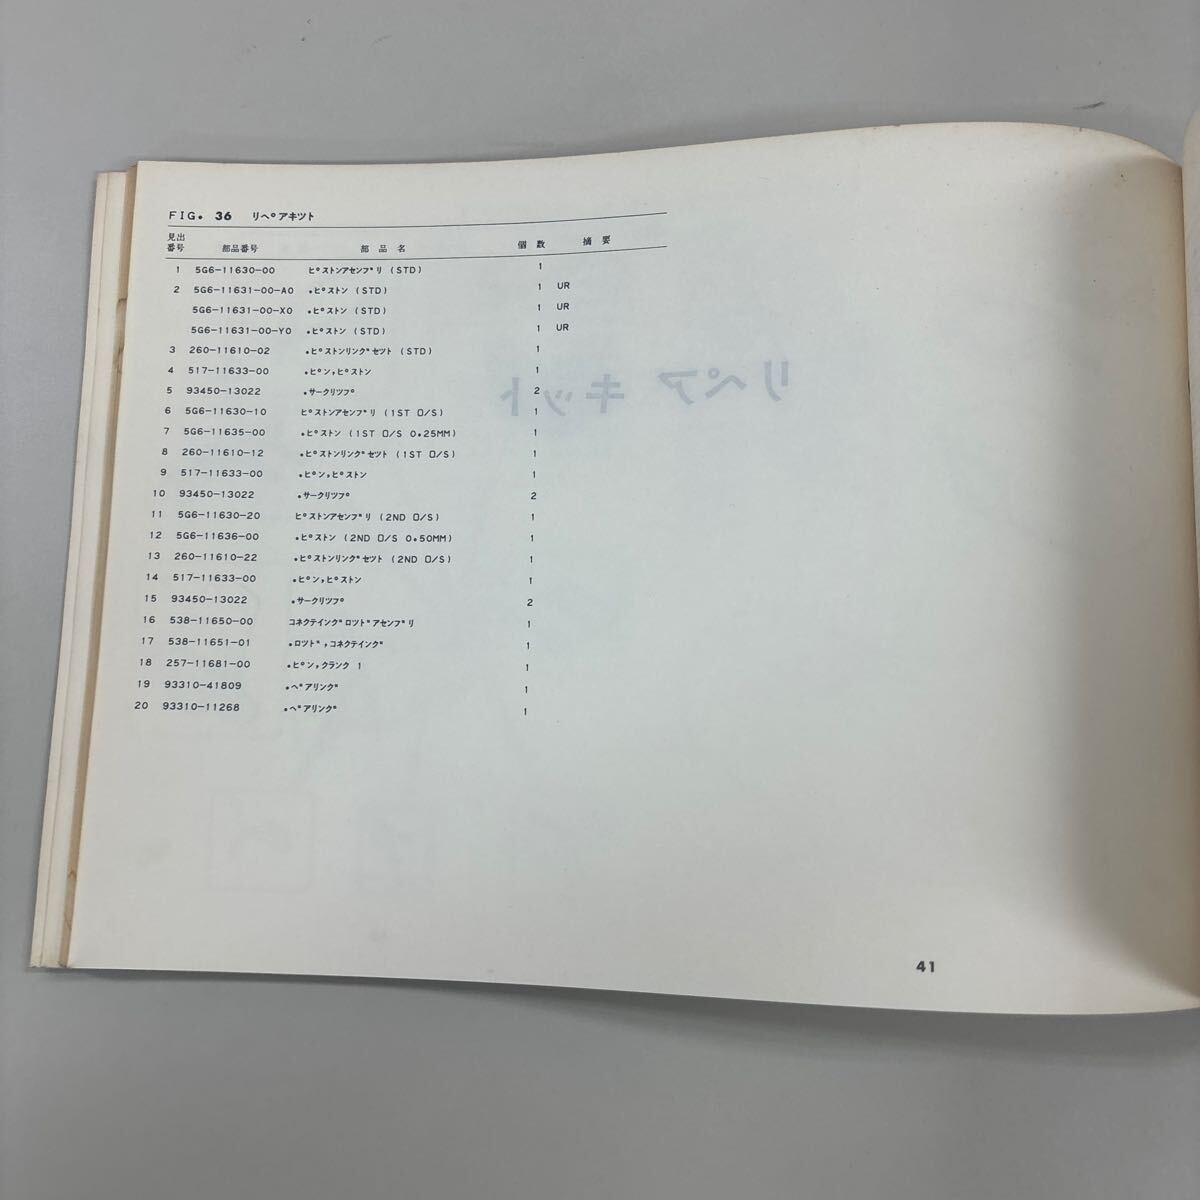 FIG. 36 リペアキツト
見出番号 部品番号 部品名 個数 摘要
1 5G6-11630-00 ピストンアセンブリ (STD) 1
2 5G6-11631-00-A0 .ピストン (STD) 1 UR
5G6-11631-00-X0 .ピストン (STD) 1 UR
5G6-11631-00-Y0 .ピストン (STD) 1 UR
3 260-11610-02 .ピストンリングセツト (STD) 1
4 517-11633-00 .ピン,ピストン 1
5 93450-13022 .サークリツプ 2
6 5G6-11630-10 ピストンアセンブリ (1ST O/S) 1
7 5G6-11635-00 .ピストン (1ST O/S 0.25MM) 1
8 260-11610-12 .ピストンリングセツト (1ST O/S) 1
9 517-11633-00 .ピン,ピストン 1
10 93450-13022 .サークリツプ 2
11 5G6-11630-20 ピストンアセンブリ (2ND O/S) 1
12 5G6-11636-00 .ピストン (2ND O/S 0.50MM) 1
13 260-11610-22 .ピストンリングセツト (2ND O/S) 1
14 517-11633-00 .ピン,ピストン 1
15 93450-13022 .サークリツプ 2
16 538-11650-00 コネクテイングロツドアセンブリ 1
17 538-11651-01 .ロツド,コネクテイング 1
18 257-11681-00 .ピン,クランク 1 1
19 93310-41809 .ベアリング 1
20 93310-11268 .ベアリング 1
リペア キット
41